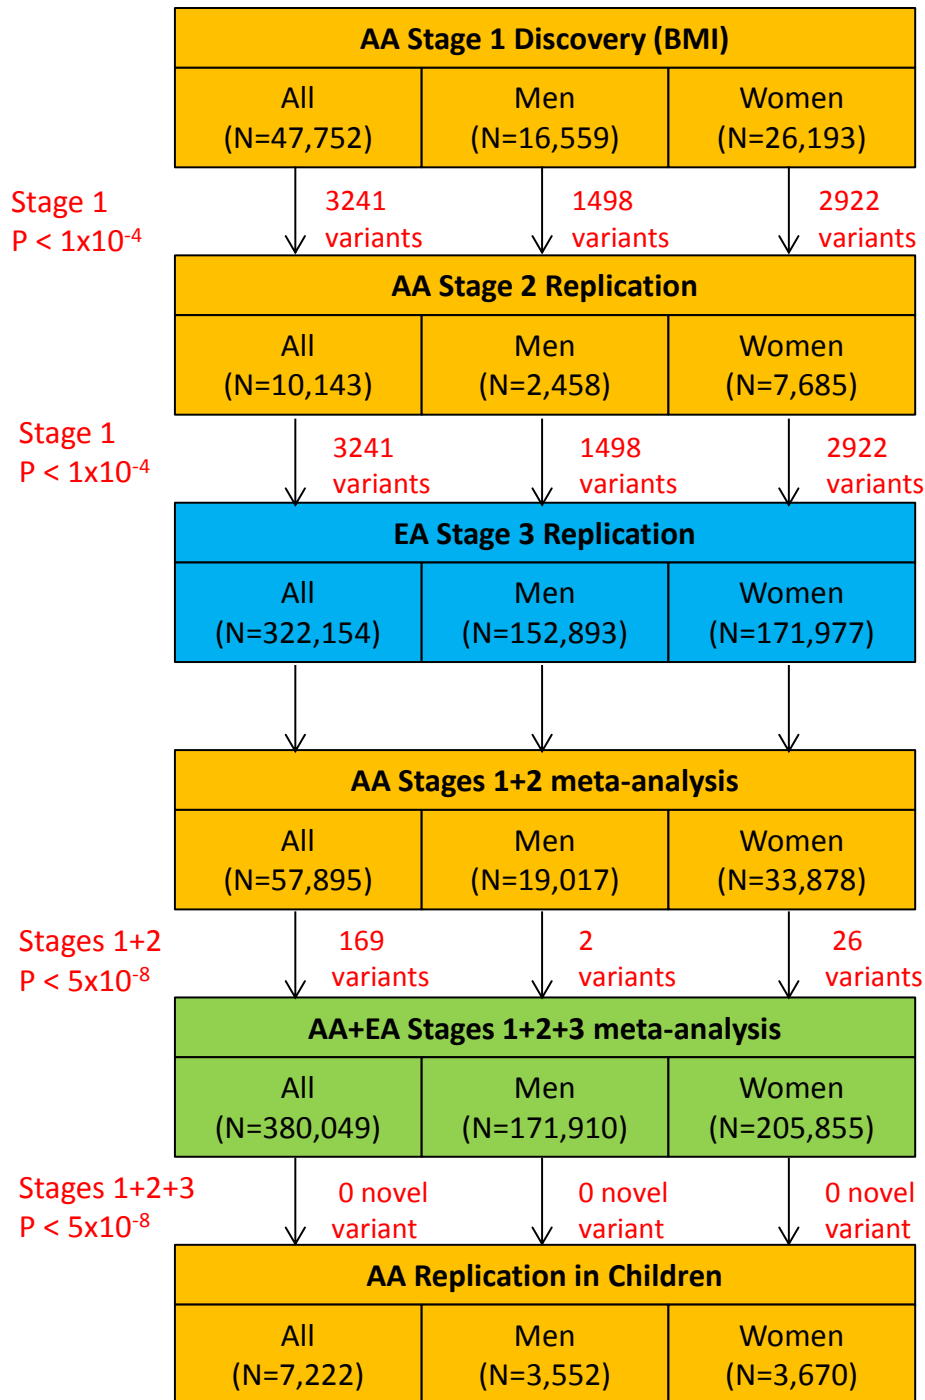 AA Stage 1 Discovery (BMI)
All Men Women
(N=47,752) (N=16,559) (N=26,193)
Stage 1 3241 1498 2922
P < 1x10⁻⁴ variants variants variants
AA Stage 2 Replication
All Men Women
(N=10,143) (N=2,458) (N=7,685)
Stage 1 3241 1498 2922
P < 1x10⁻⁴ variants variants variants
EA Stage 3 Replication
All Men Women
(N=322,154) (N=152,893) (N=171,977)
AA Stages 1+2 meta-analysis
All Men Women
(N=57,895) (N=19,017) (N=33,878)
Stages 1+2 169 2 26
P < 5x10⁻⁸ variants variants variants
AA+EA Stages 1+2+3 meta-analysis
All Men Women
(N=380,049) (N=171,910) (N=205,855)
Stages 1+2+3 0 novel 0 novel 0 novel
P < 5x10⁻⁸ variant variant variant
AA Replication in Children
All Men Women
(N=7,222) (N=3,552) (N=3,670)